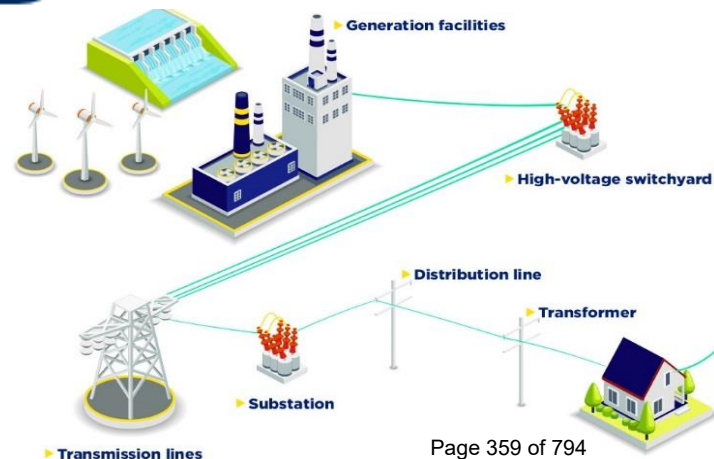 Generation facilities
High-voltage switchyard
Distribution line
Transformer
Substation
Transmission lines
Page 359 of 794